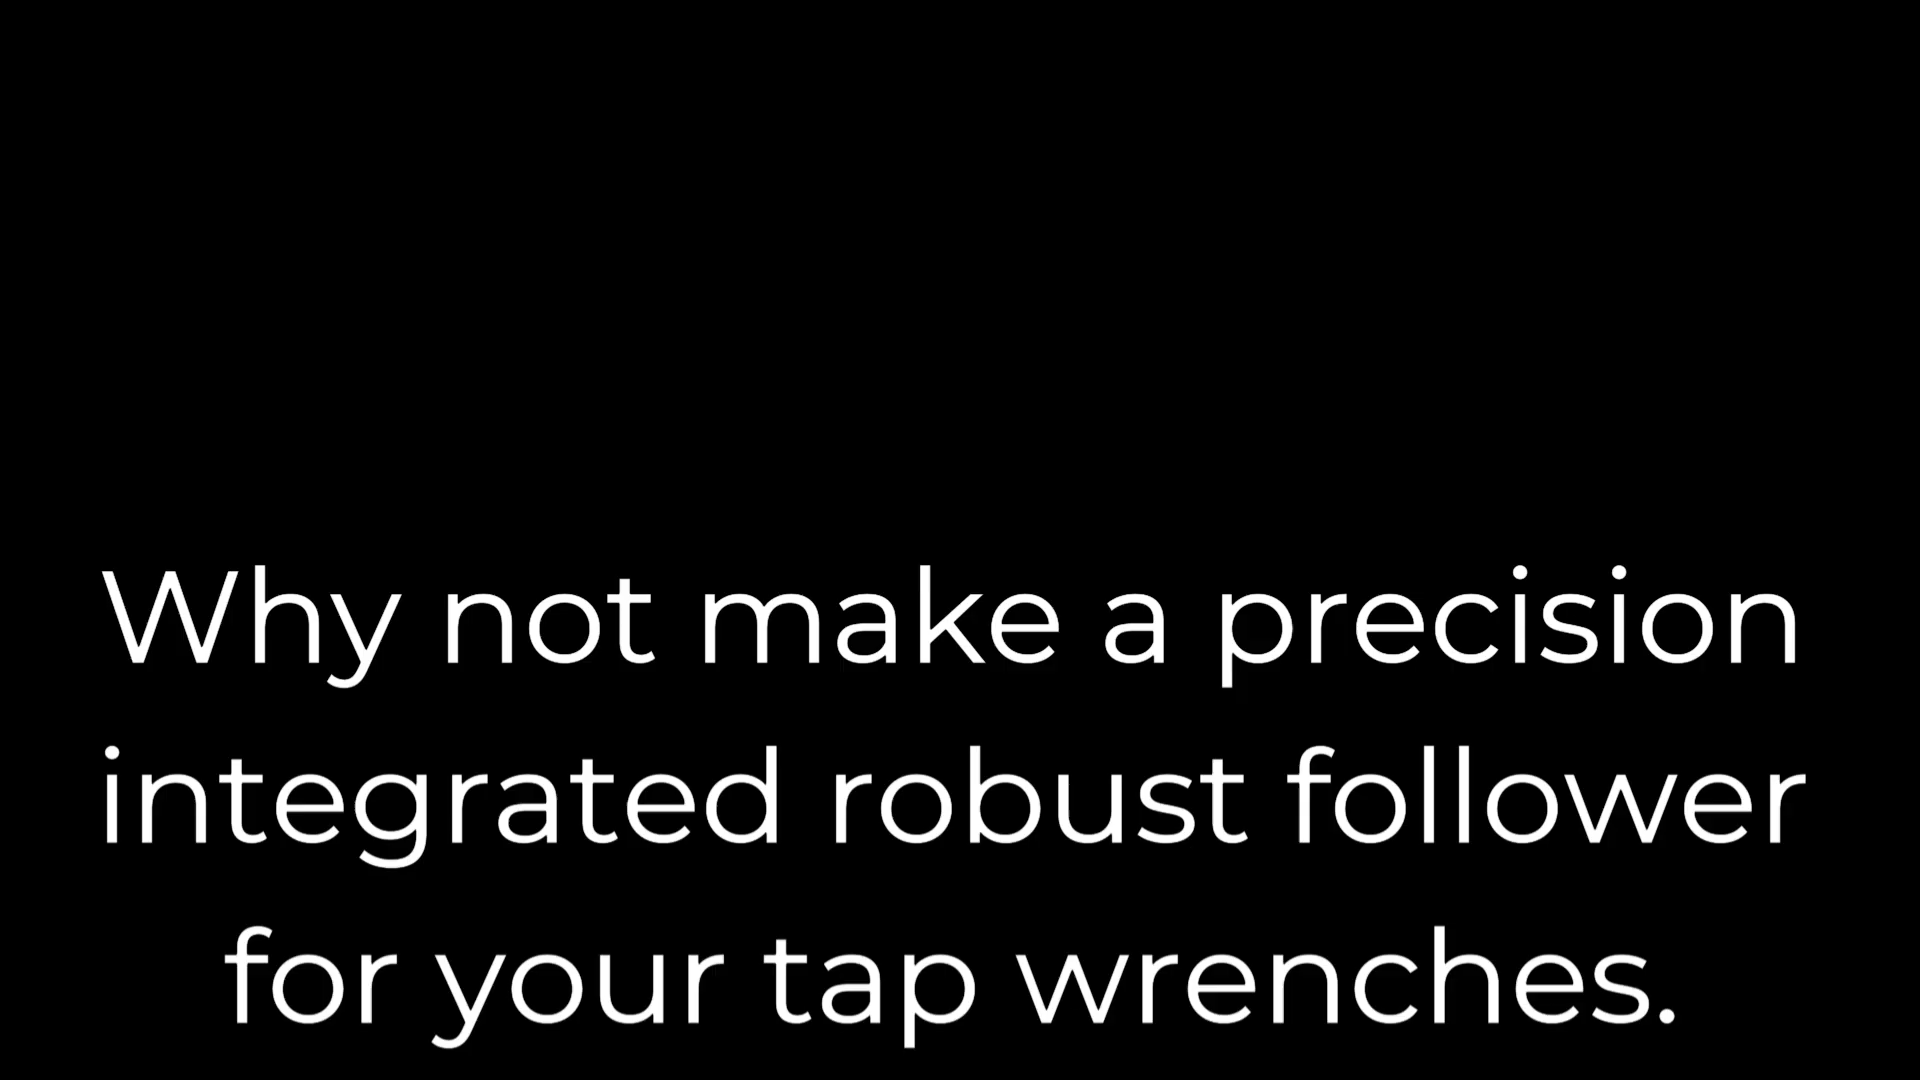 Why not make a precision
integrated robust follower
for your tap wrenches.